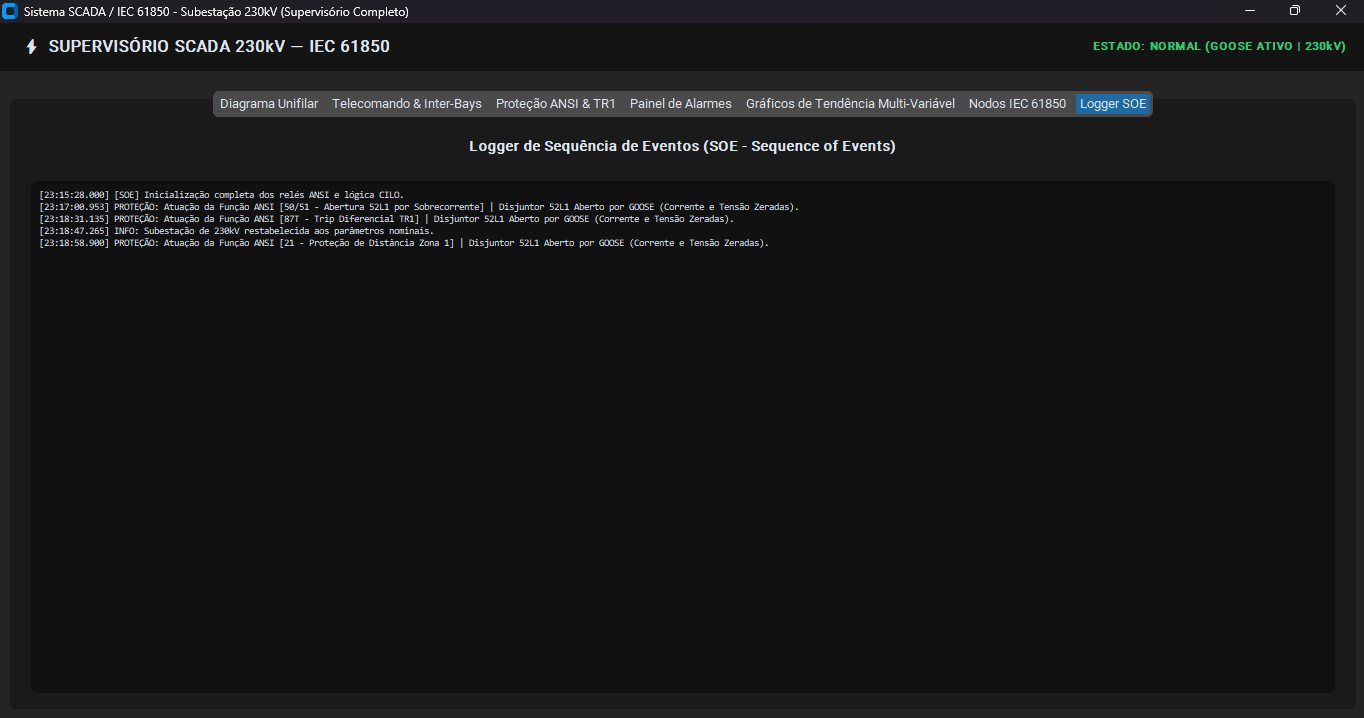 Sistema SCADA / IEC 61850 - Subestação 230kV (Supervisório Completo)
SUPERVISÓRIO SCADA 230kV — IEC 61850
ESTADO: NORMAL (GOOSE ATIVO | 230kV)
Diagrama Unifilar Telecomando & Inter-Bays Proteção ANSI & TR1 Painel de Alarmes Gráficos de Tendência Multi-Variável Nodos IEC 61850 Logger SOE
Logger de Sequência de Eventos (SOE - Sequence of Events)
[23:15:28.000] [SOE] Inicialização completa dos relés ANSI e lógica CILO.
[23:17:00.953] PROTEÇÃO: Atuação da Função ANSI [50/51 - Abertura 52L1 por Sobrecorrente] | Disjuntor 52L1 Aberto por GOOSE (Corrente e Tensão Zeradas).
[23:18:31.135] PROTEÇÃO: Atuação da Função ANSI [87T - Trip Diferencial TR1] | Disjuntor 52L1 Aberto por GOOSE (Corrente e Tensão Zeradas).
[23:18:47.265] INFO: Subestação de 230kV restabelecida aos parâmetros nominais.
[23:18:58.900] PROTEÇÃO: Atuação da Função ANSI [21 - Proteção de Distância Zona 1] | Disjuntor 52L1 Aberto por GOOSE (Corrente e Tensão Zeradas).